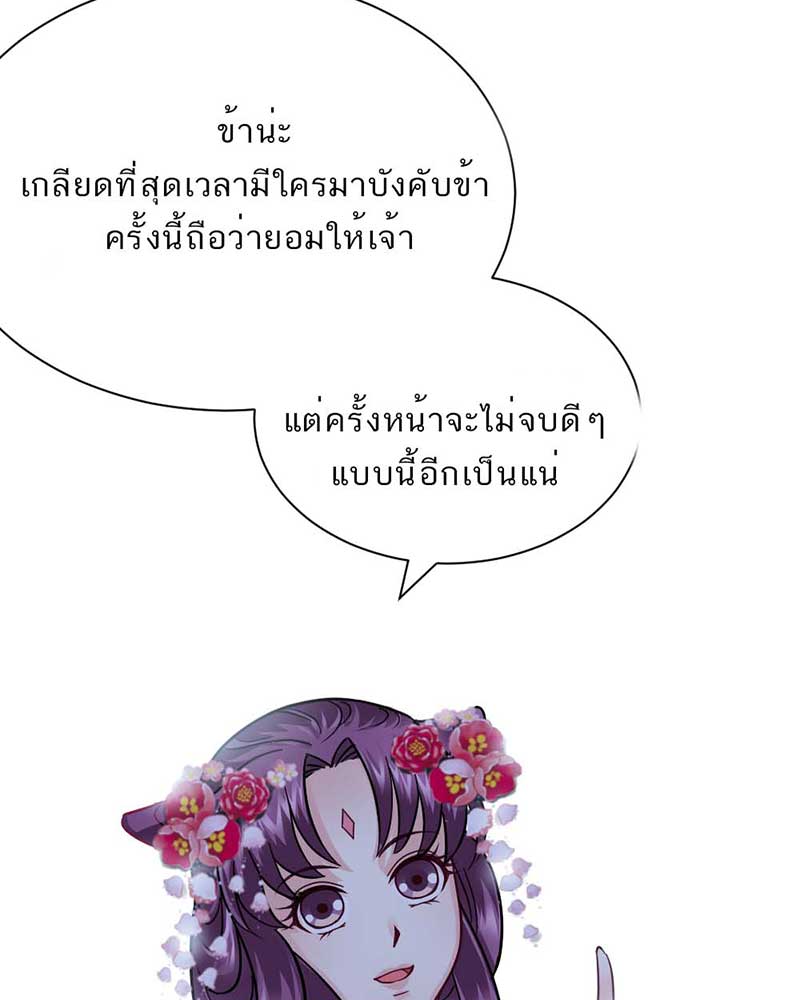 ข้าน่ะ
เกลียดที่สุดเวลามีใครมาบังคับข้า
ครั้งนี้ถือว่ายอมให้เจ้า
แต่ครั้งหน้าจะไม่จบดีๆ
แบบนี้อีกเป็นแน่